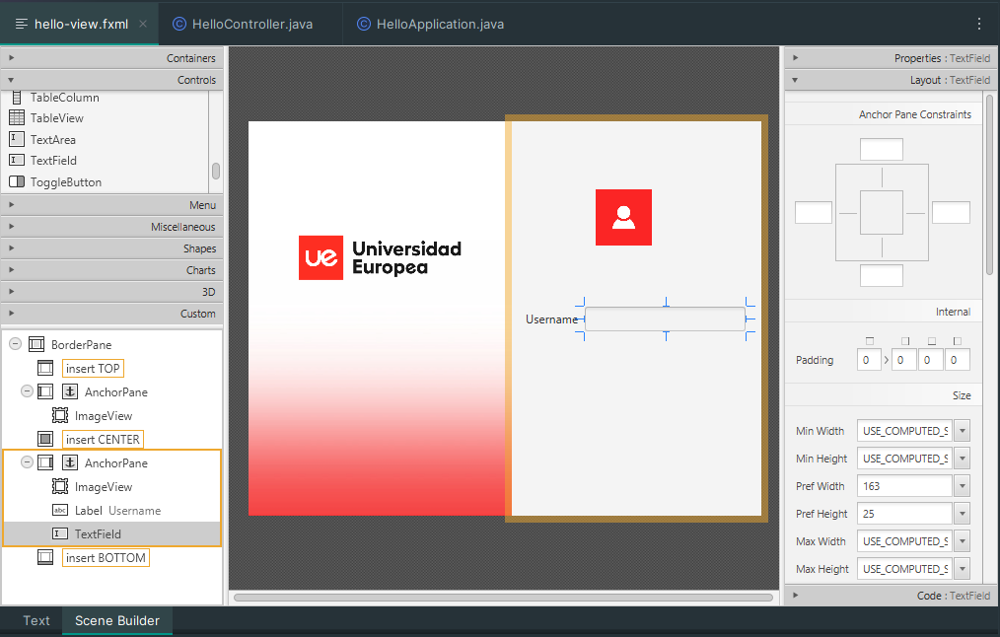 hello-view.fxml
HelloController.java
HelloApplication.java
Containers
Controls
TableColumn
TableView
TextArea
TextField
ToggleButton
Menu
Miscellaneous
Shapes
Charts
3D
Custom
BorderPane
insert TOP
AnchorPane
ImageView
insert CENTER
AnchorPane
ImageView
abc Label Username
TextField
insert BOTTOM
ue Universidad
Europea
Username
Properties : TextField
Layout : TextField
Anchor Pane Constraints
Internal
Padding 0 0 0 0
Size
Min Width USE_COMPUTED_S
Min Height USE_COMPUTED_S
Pref Width 163
Pref Height 25
Max Width USE_COMPUTED_S
Max Height USE_COMPUTED_S
Code : TextField
Text
Scene Builder